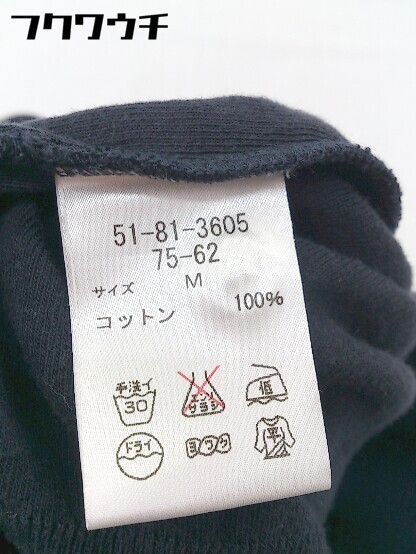 フクワウチ
51-81-3605
75-62
サイズ M
コットン 100%
手洗イ 30
エンソ サラシ
低
ドライ
ヨワク
平